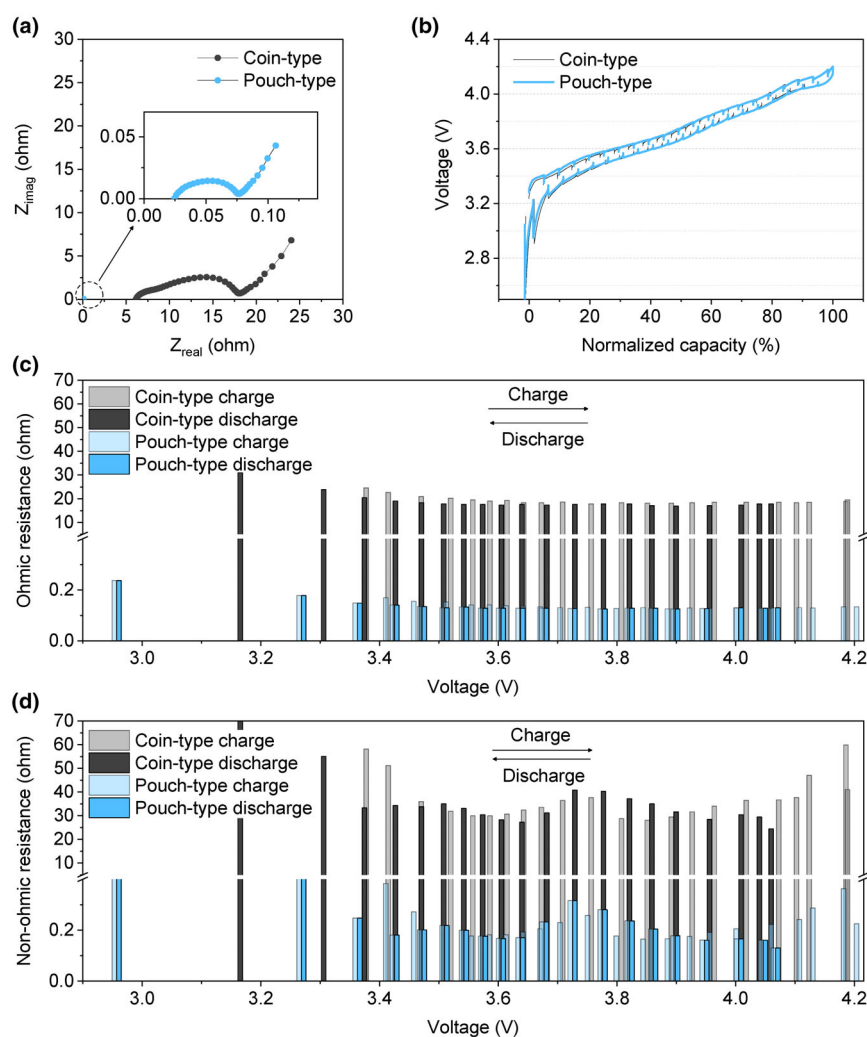 (a)
30
25
20
15
10
5
0
Z_imag (ohm)
Coin-type
Pouch-type
0.05
0.00
0.00 0.05 0.10
0 5 10 15 20 25 30
Z_real (ohm)
(b)
4.4
4.0
3.6
3.2
2.8
Voltage (V)
Coin-type
Pouch-type
0 20 40 60 80 100
Normalized capacity (%)
(c)
70
60
50
40
30
20
10
0.2
0.0
Ohmic resistance (ohm)
Coin-type charge
Coin-type discharge
Pouch-type charge
Pouch-type discharge
Charge
Discharge
3.0 3.2 3.4 3.6 3.8 4.0 4.2
Voltage (V)
(d)
70
60
50
40
30
20
10
0.2
0.0
Non-ohmic resistance (ohm)
Coin-type charge
Coin-type discharge
Pouch-type charge
Pouch-type discharge
Charge
Discharge
3.0 3.2 3.4 3.6 3.8 4.0 4.2
Voltage (V)